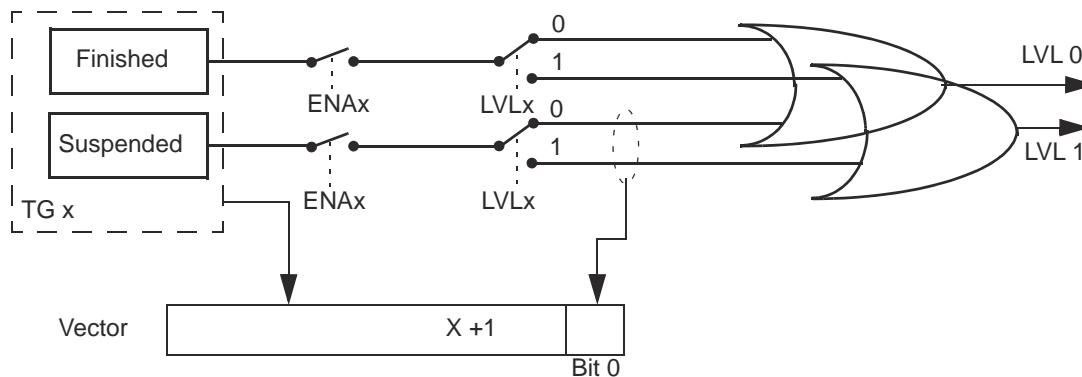 Finished
ENAx
LVLx
0
1
LVL 0
Suspended
ENAx
LVLx
0
1
LVL 1
TG x
Vector
X +1
Bit 0